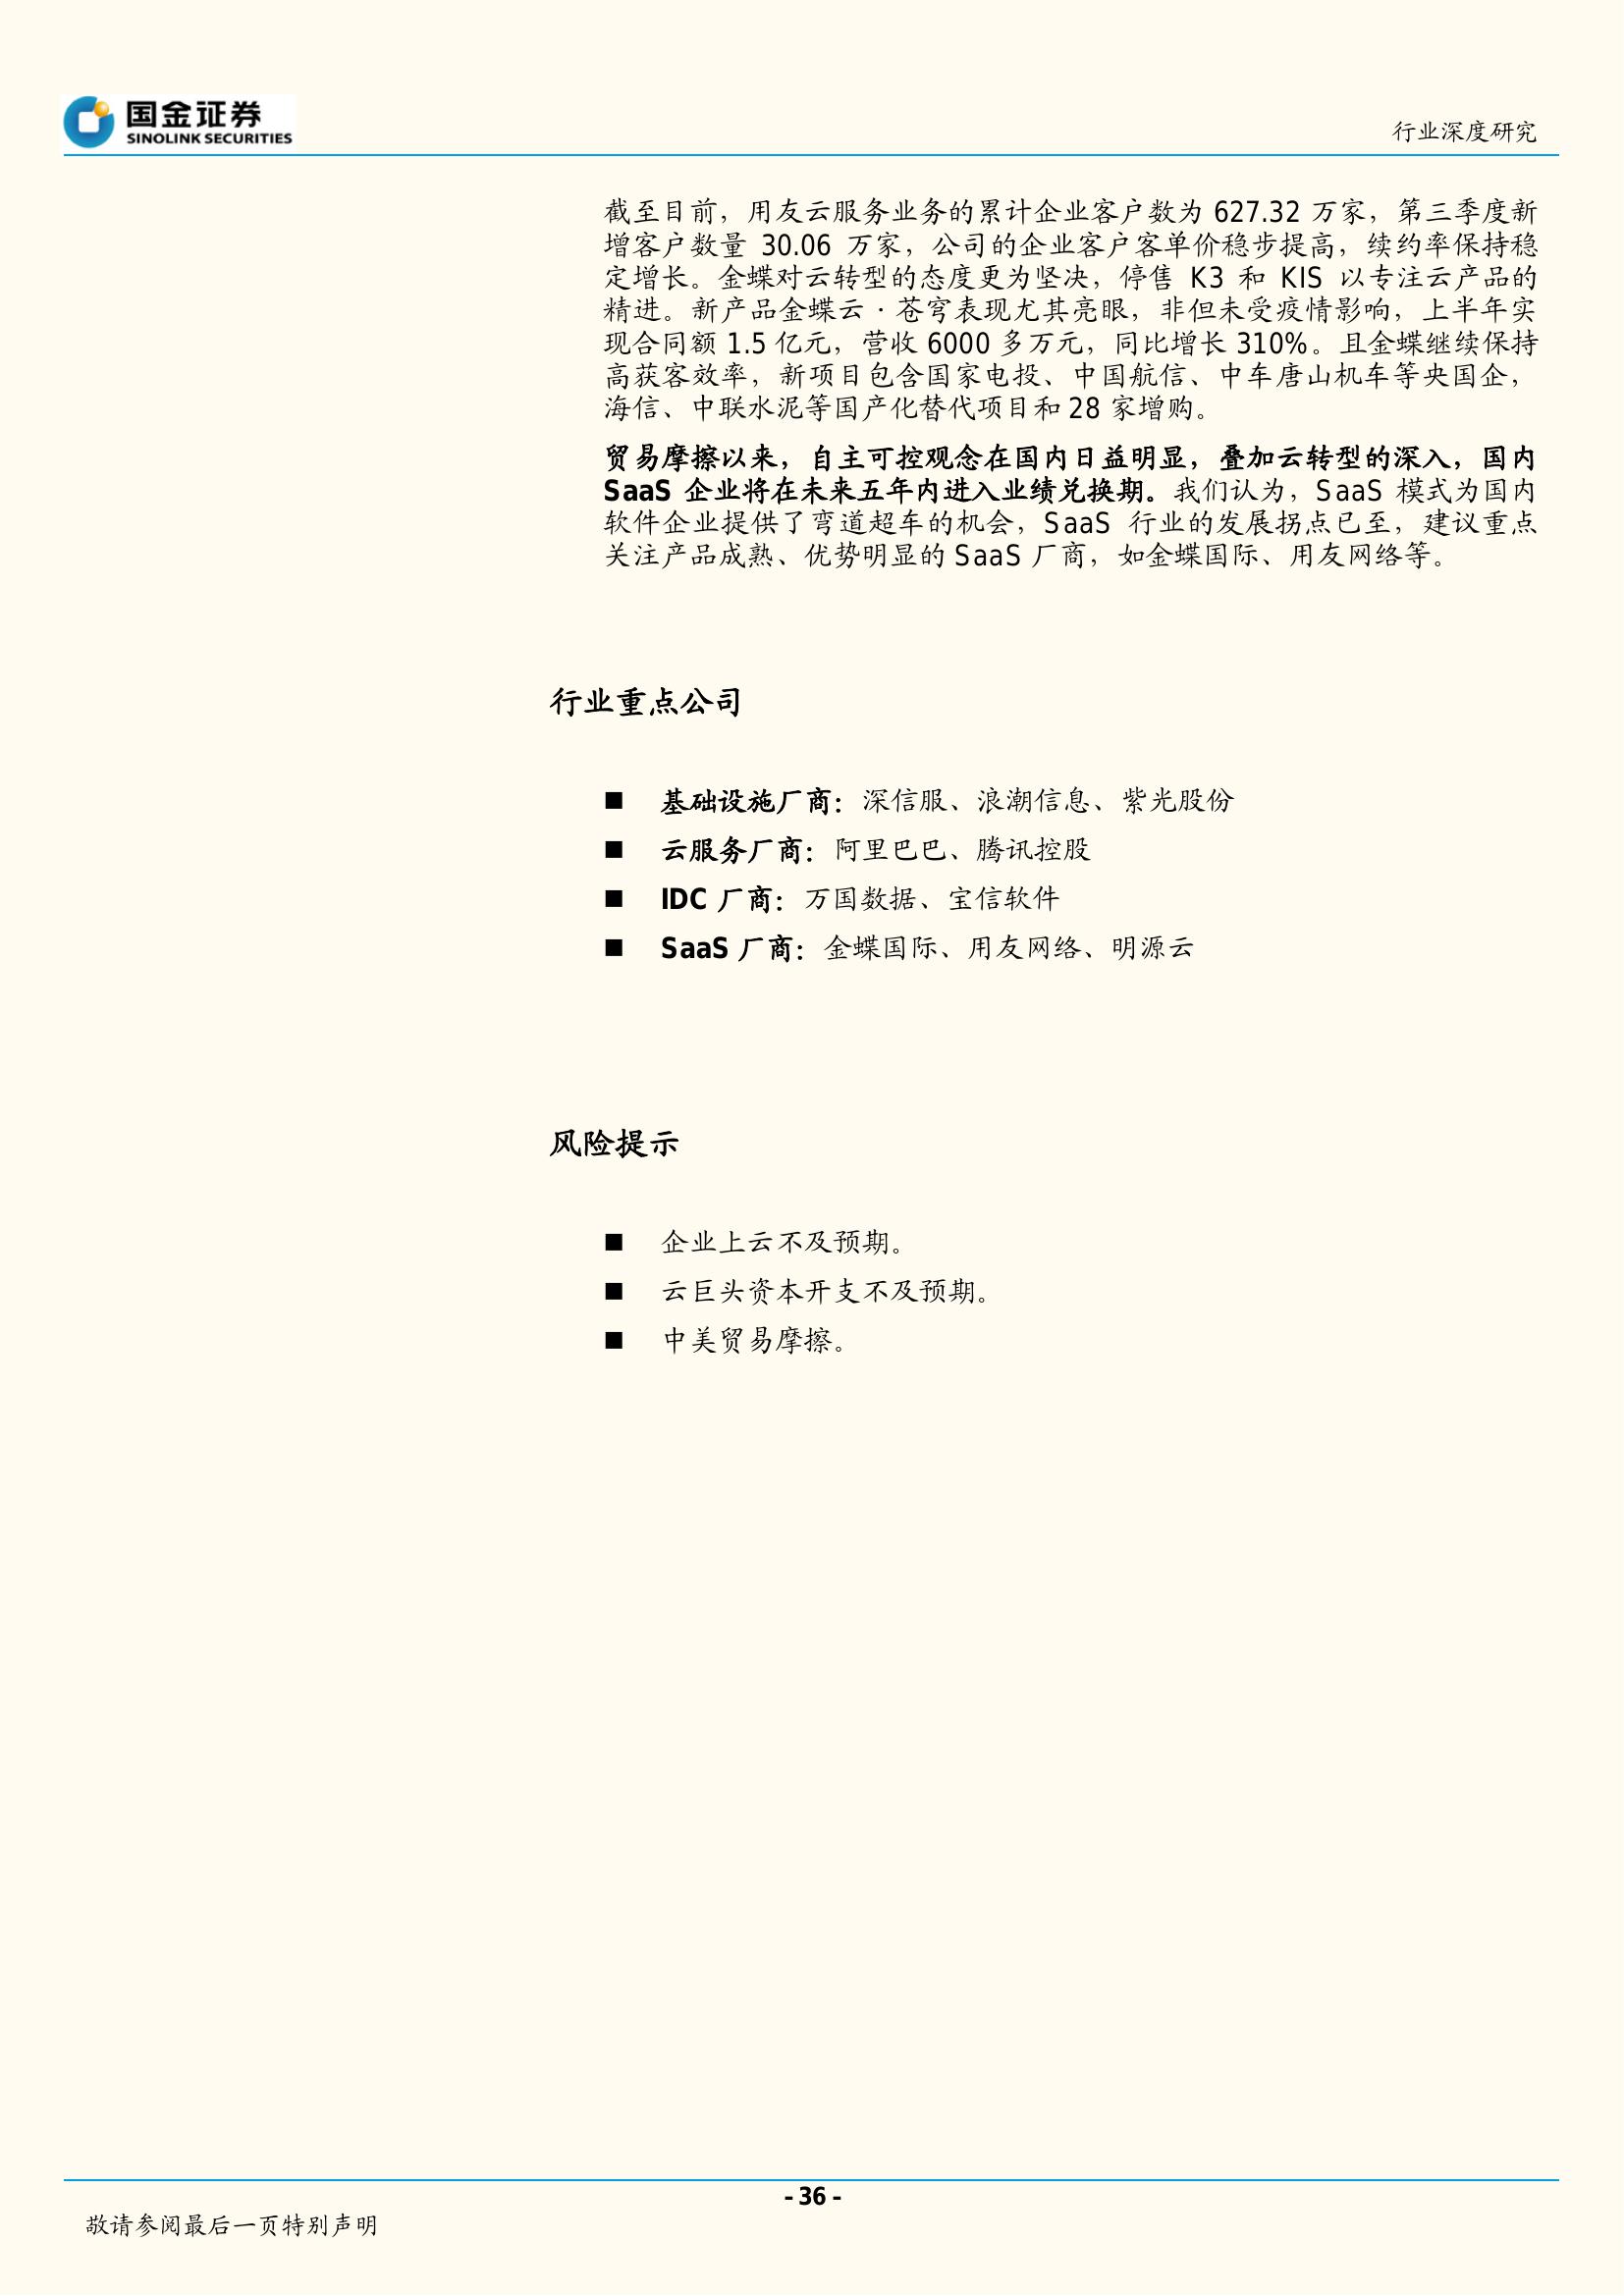 国金证券
SINOLINK SECURITIES
行业深度研究
截至目前，用友云服务业务的累计企业客户数为 627.32 万家，第三季度新
增客户数量 30.06 万家，公司的企业客户客单价稳步提高，续约率保持稳
定增长。金蝶对云转型的态度更为坚决，停售 K3 和 KIS 以专注云产品的
精进。新产品金蝶云·苍穹表现尤其亮眼，非但未受疫情影响，上半年实
现合同额 1.5 亿元，营收 6000 多万元，同比增长 310%。且金蝶继续保持
高获客效率，新项目包含国家电投、中国航信、中车唐山机车等央国企，
海信、中联水泥等国产化替代项目和 28 家增购。
贸易摩擦以来，自主可控观念在国内日益明显，叠加云转型的深入，国内
SaaS 企业将在未来五年内进入业绩兑换期。我们认为，SaaS 模式为国内
软件企业提供了弯道超车的机会，SaaS 行业的发展拐点已至，建议重点
关注产品成熟、优势明显的 SaaS 厂商，如金蝶国际、用友网络等。
行业重点公司
■ 基础设施厂商：深信服、浪潮信息、紫光股份
■ 云服务厂商：阿里巴巴、腾讯控股
■ IDC 厂商：万国数据、宝信软件
■ SaaS 厂商：金蝶国际、用友网络、明源云
风险提示
■ 企业上云不及预期。
■ 云巨头资本开支不及预期。
■ 中美贸易摩擦。
- 36 -
敬请参阅最后一页特别声明